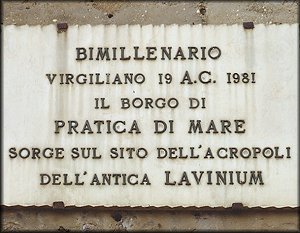 BIMILLENARIO
VIRGILIANO 19 A.C. 1981
IL BORGO DI
PRATICA DI MARE
SORGE SUL SITO DELL'ACROPOLI
DELL'ANTICA LAVINIUM